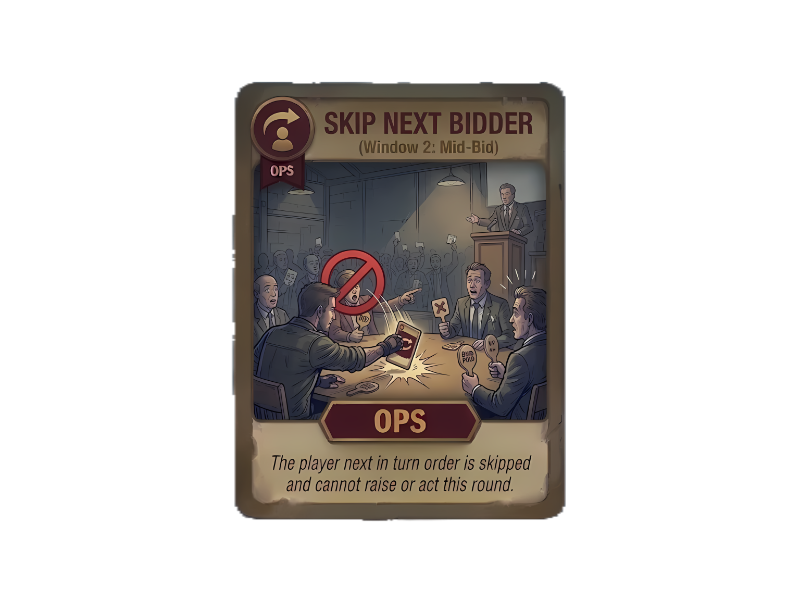 SKIP NEXT BIDDER
(Window 2: Mid-Bid)
OPS
OPS
The player next in turn order is skipped
and cannot raise or act this round.